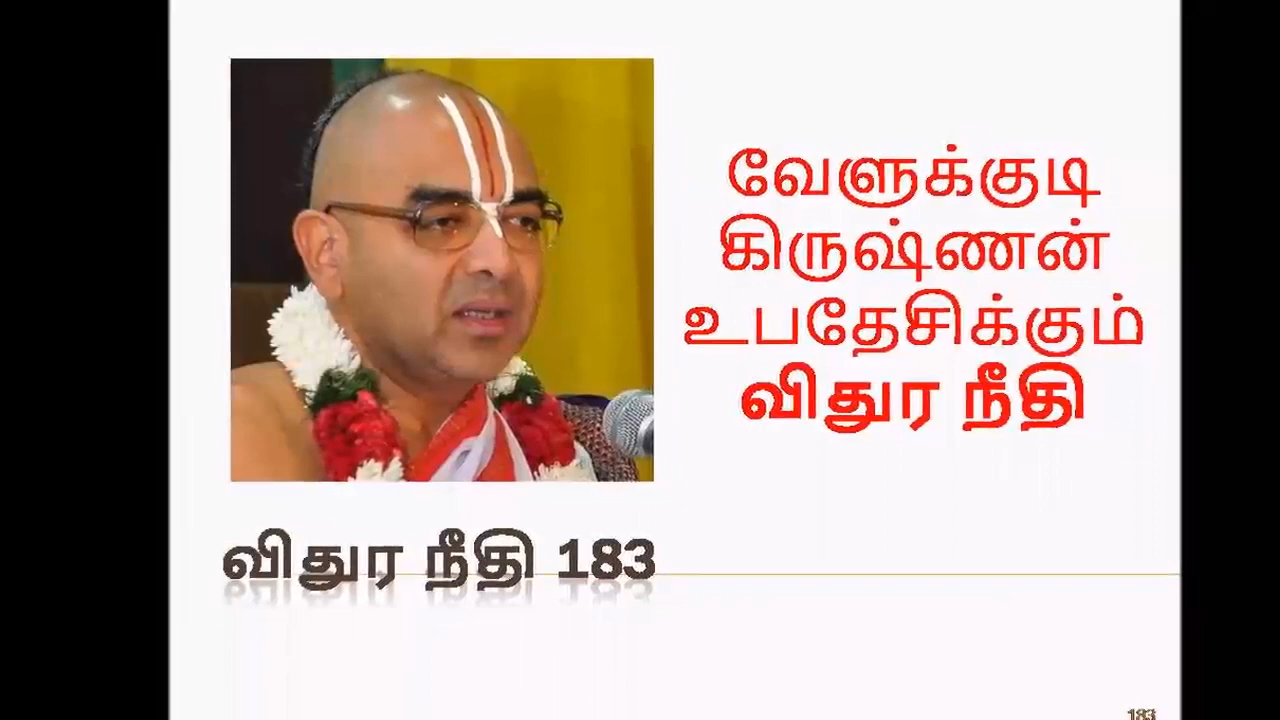 வேளுக்குடி
கிருஷ்ணன்
உபதேசிக்கும்
விதுர நீதி
விதுர நீதி 183
183